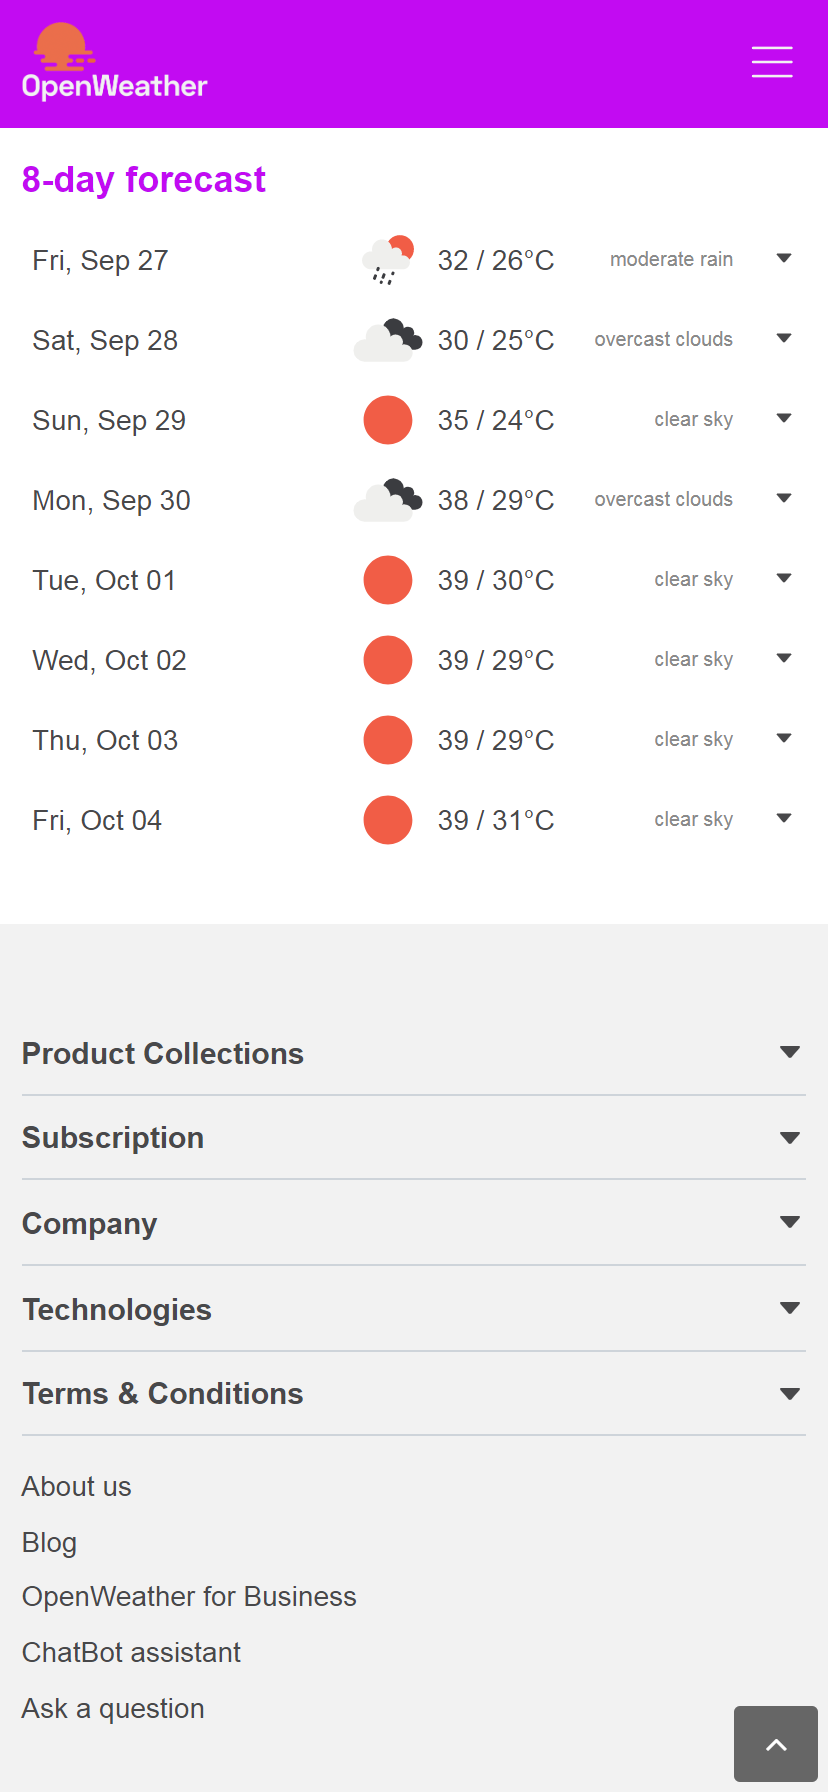 OpenWeather
8-day forecast
Fri, Sep 27 32 / 26°C moderate rain
Sat, Sep 28 30 / 25°C overcast clouds
Sun, Sep 29 35 / 24°C clear sky
Mon, Sep 30 38 / 29°C overcast clouds
Tue, Oct 01 39 / 30°C clear sky
Wed, Oct 02 39 / 29°C clear sky
Thu, Oct 03 39 / 29°C clear sky
Fri, Oct 04 39 / 31°C clear sky
Product Collections
Subscription
Company
Technologies
Terms & Conditions
About us
Blog
OpenWeather for Business
ChatBot assistant
Ask a question